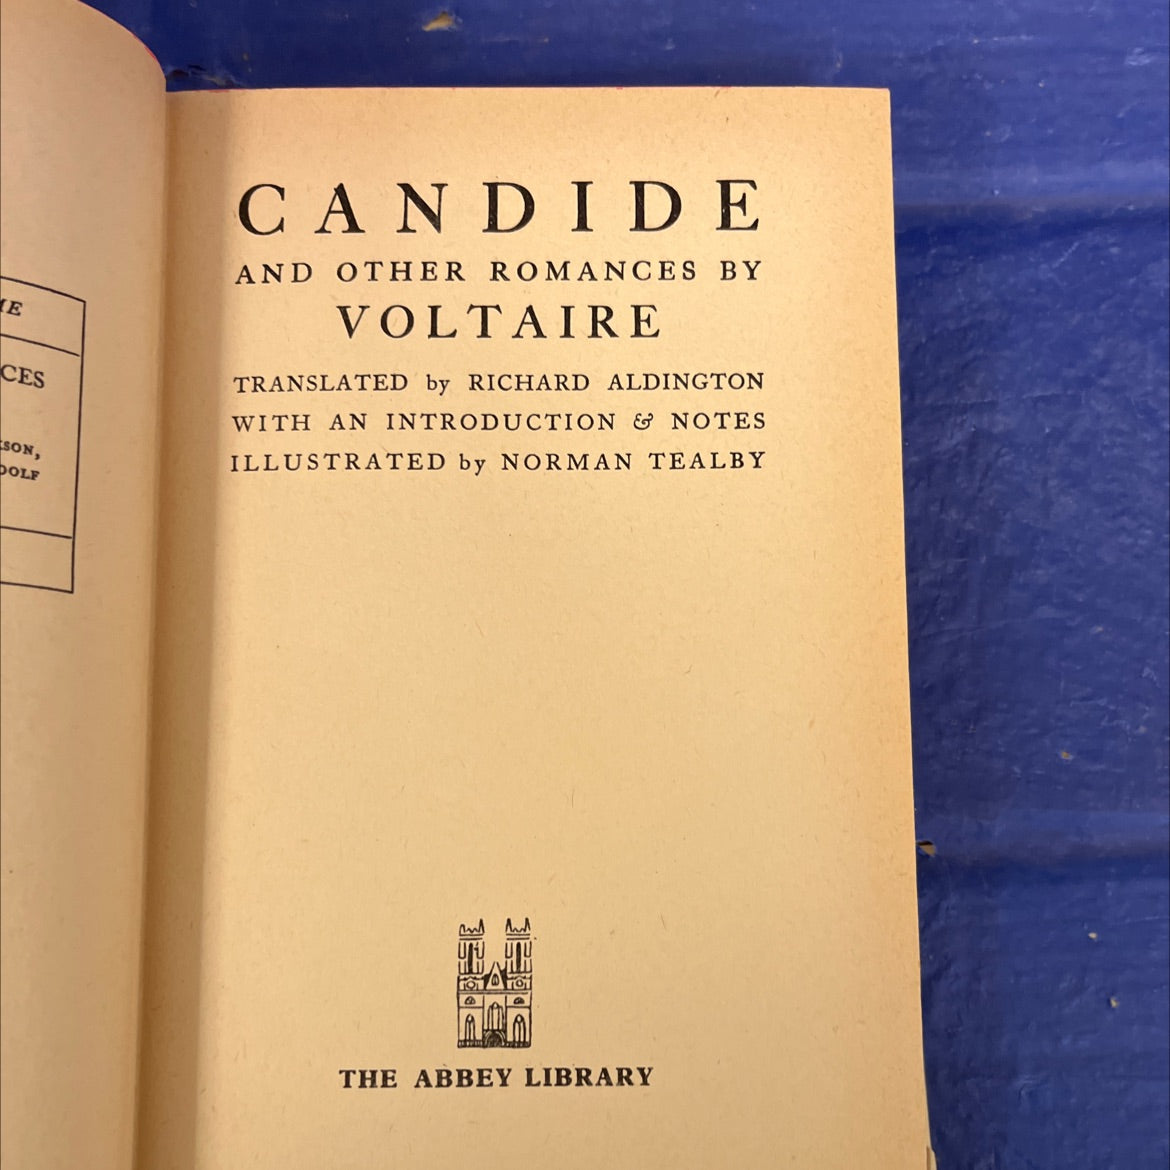 CES
CANDIDE
AND OTHER ROMANCES BY
VOLTAIRE
TRANSLATED by RICHARD ALDINGTON
WITH AN INTRODUCTION & NOTES
ILLUSTRATED by NORMAN TEALBY
THE ABBEY LIBRARY